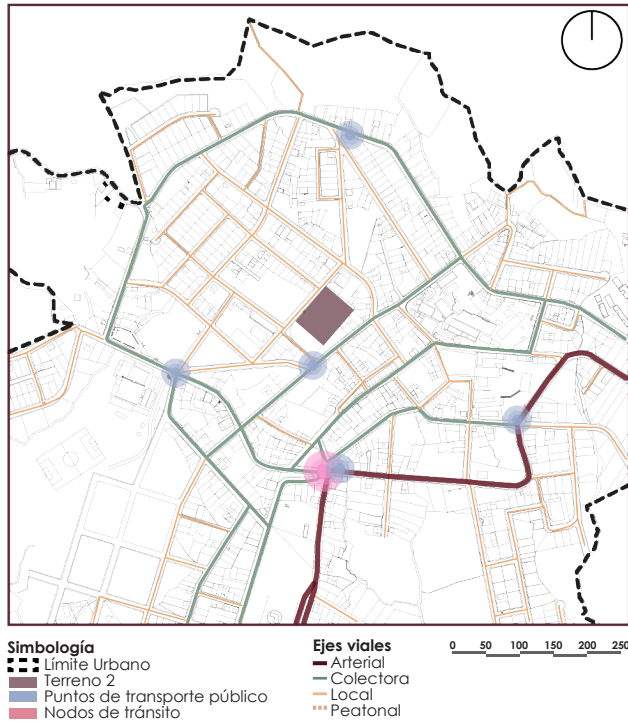 Simbología
Límite Urbano
Terreno 2
Puntos de transporte público
Nodos de tránsito
Ejes viales
Arterial
Colectora
Local
Peatonal
0 50 100 150 200 250